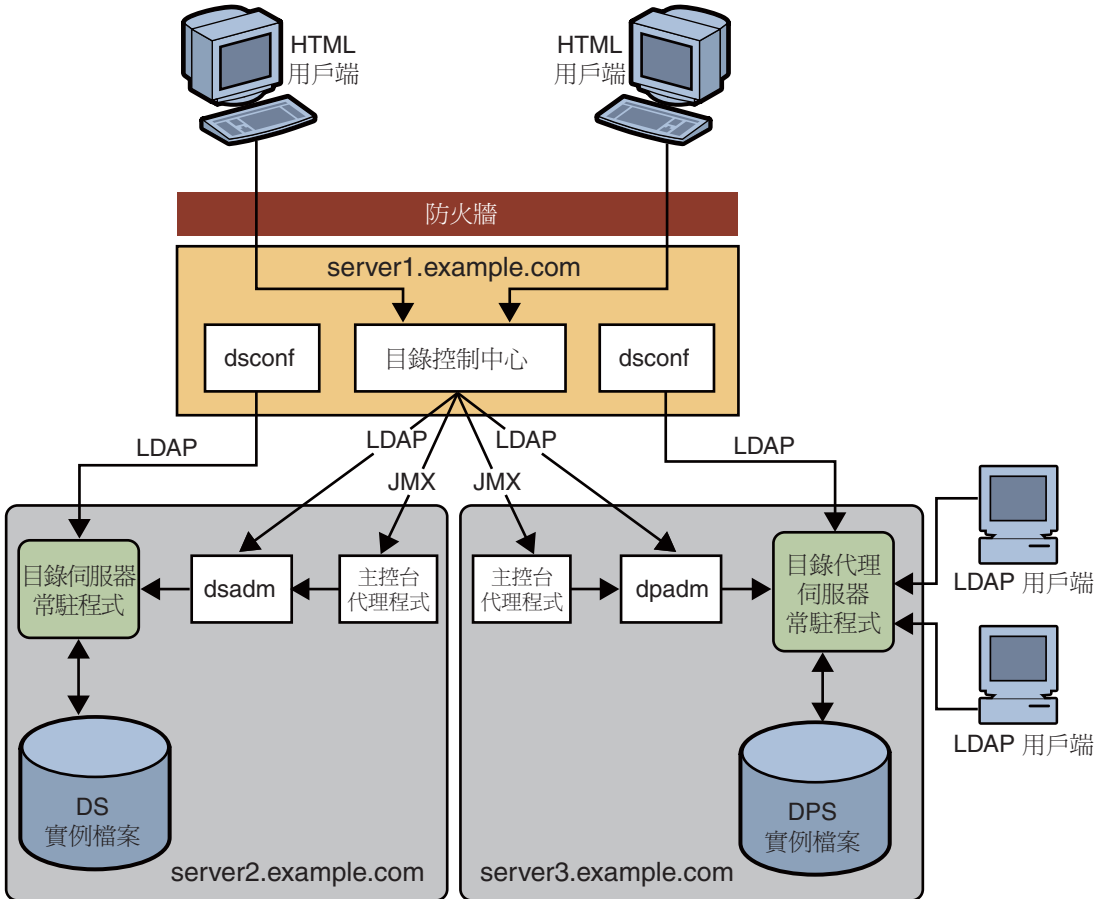 HTML
用戶端
HTML
用戶端
防火牆
server1.example.com
dsconf
目錄控制中心
dsconf
LDAP
LDAP
LDAP
LDAP
JMX
JMX
目錄伺服器
常駐程式
dsadm
主控台
代理程式
主控台
代理程式
dpadm
目錄代理
伺服器
常駐程式
LDAP 用戶端
LDAP 用戶端
DS
實例檔案
DPS
實例檔案
server2.example.com
server3.example.com